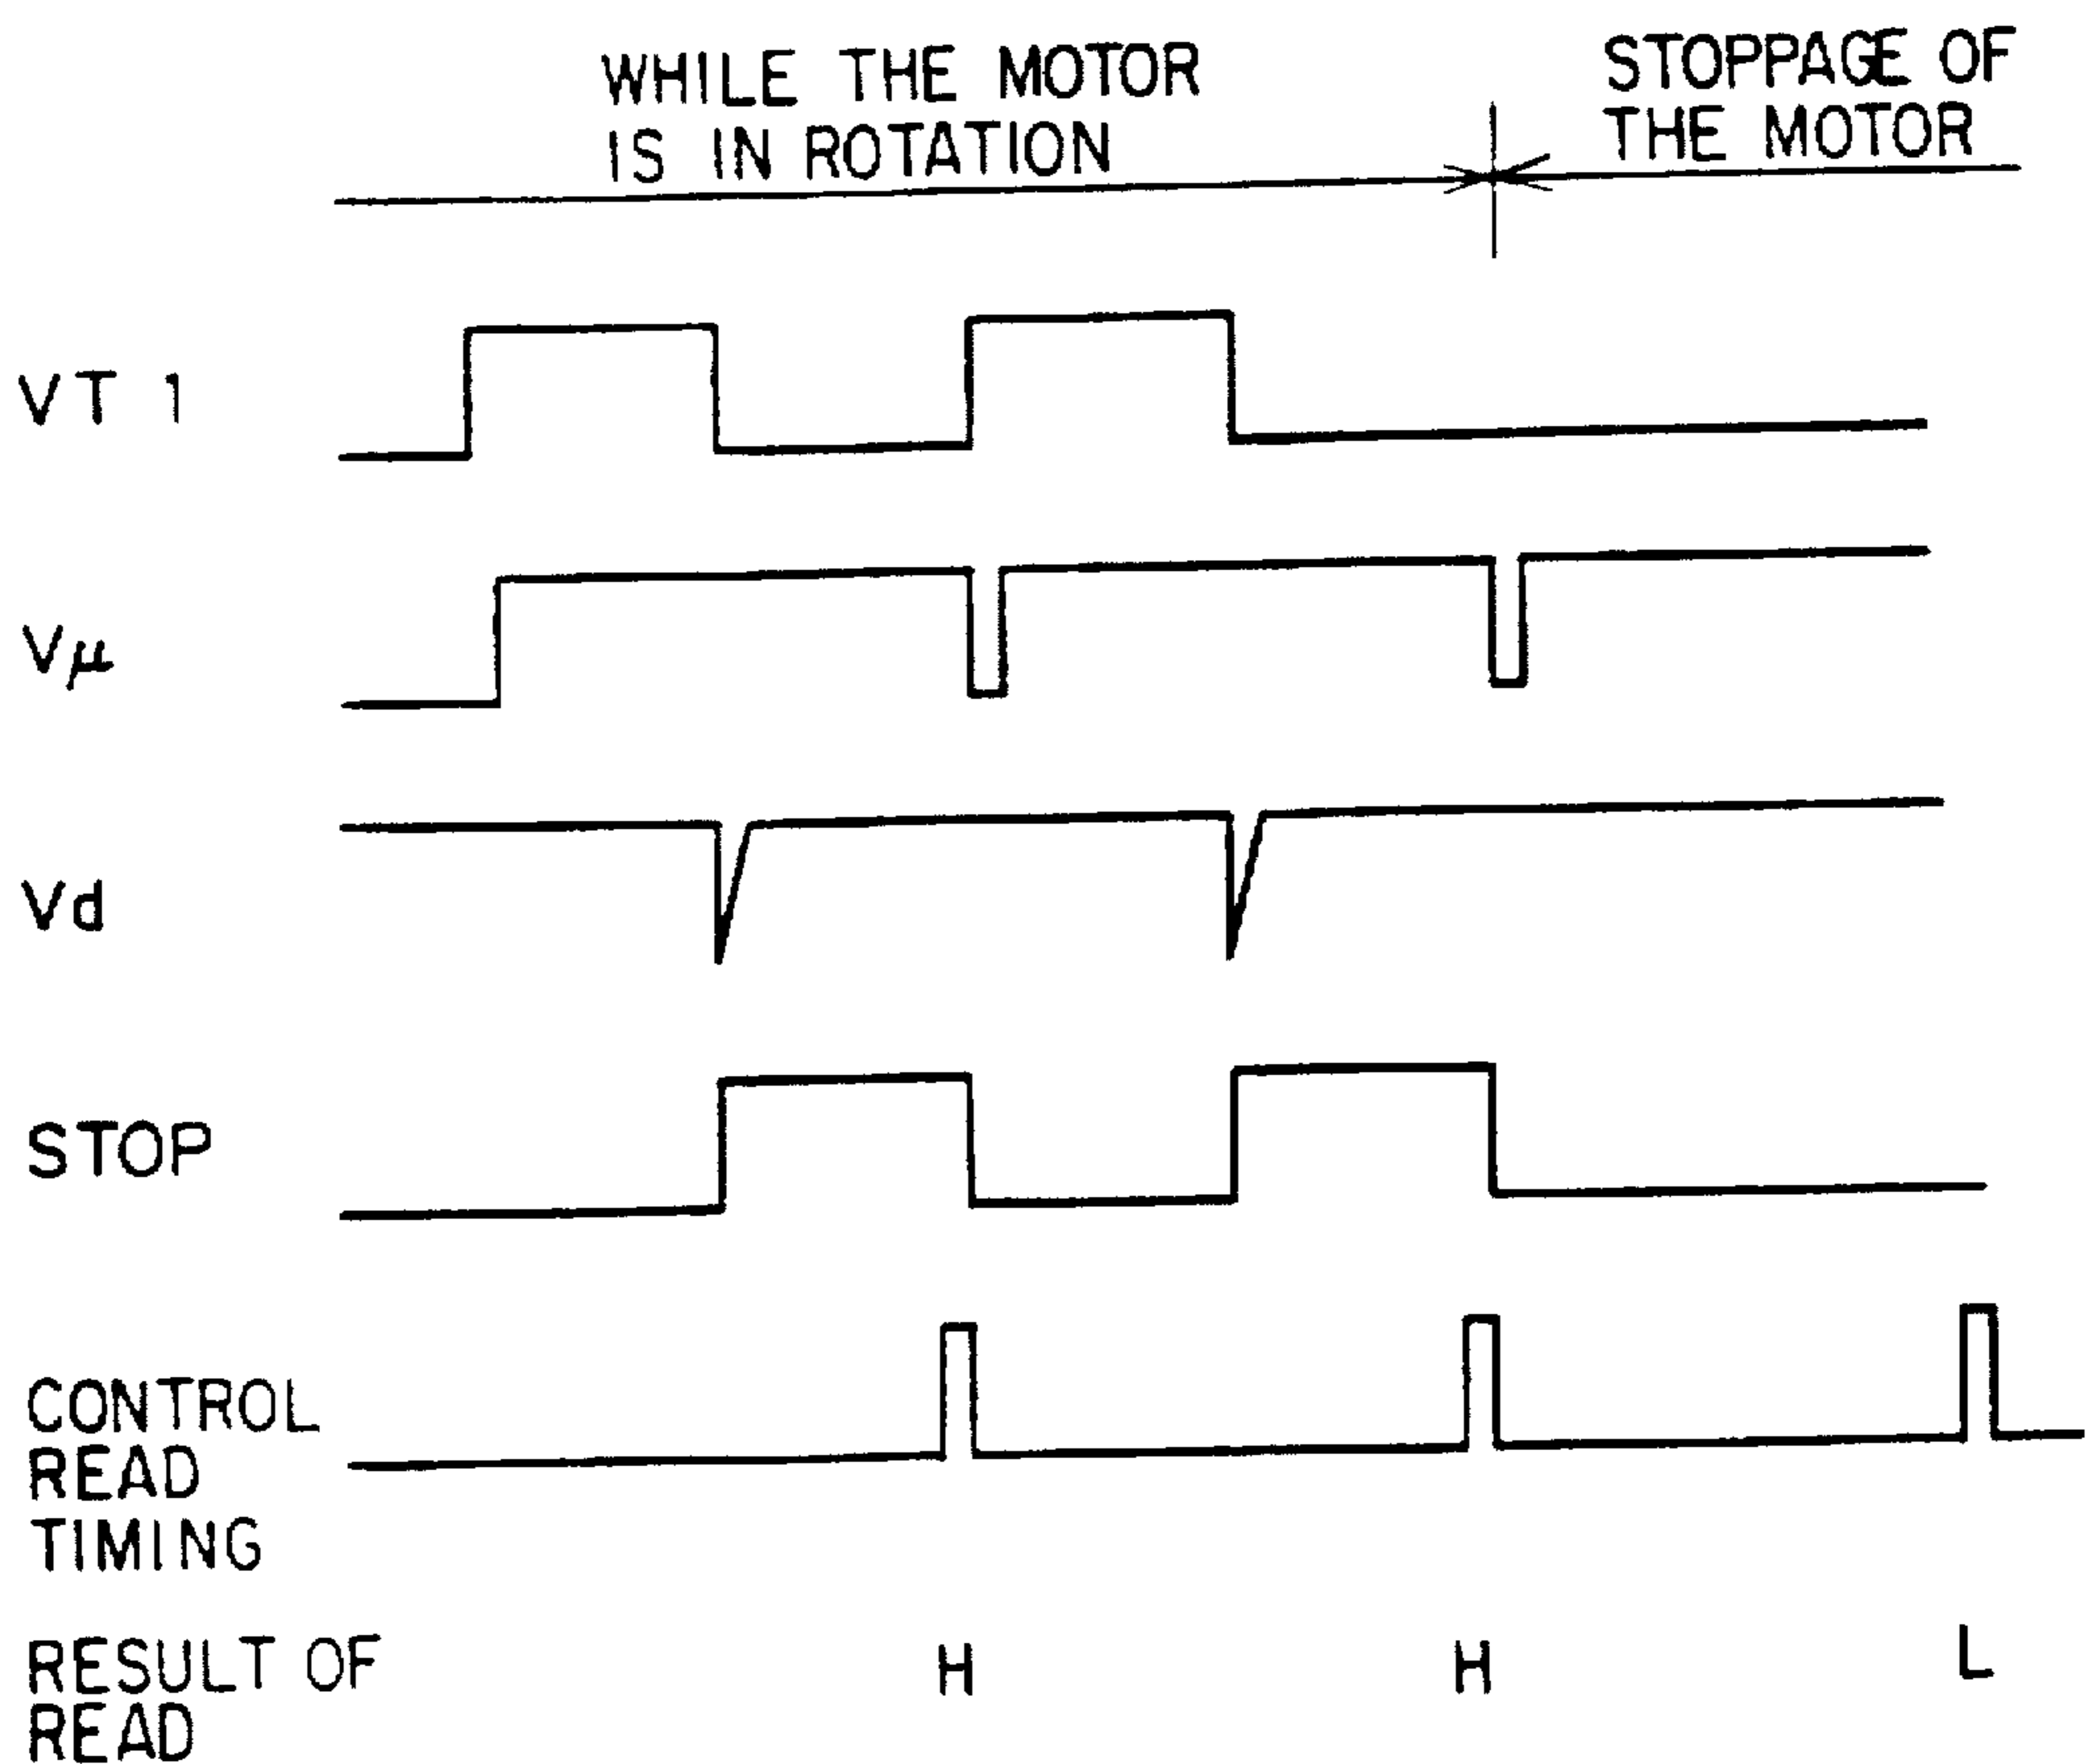 WHILE THE MOTOR
IS IN ROTATION
STOPPAGE OF
THE MOTOR
VT 1
Vμ
Vd
STOP
CONTROL
READ
TIMING
RESULT OF
READ
H
H
L